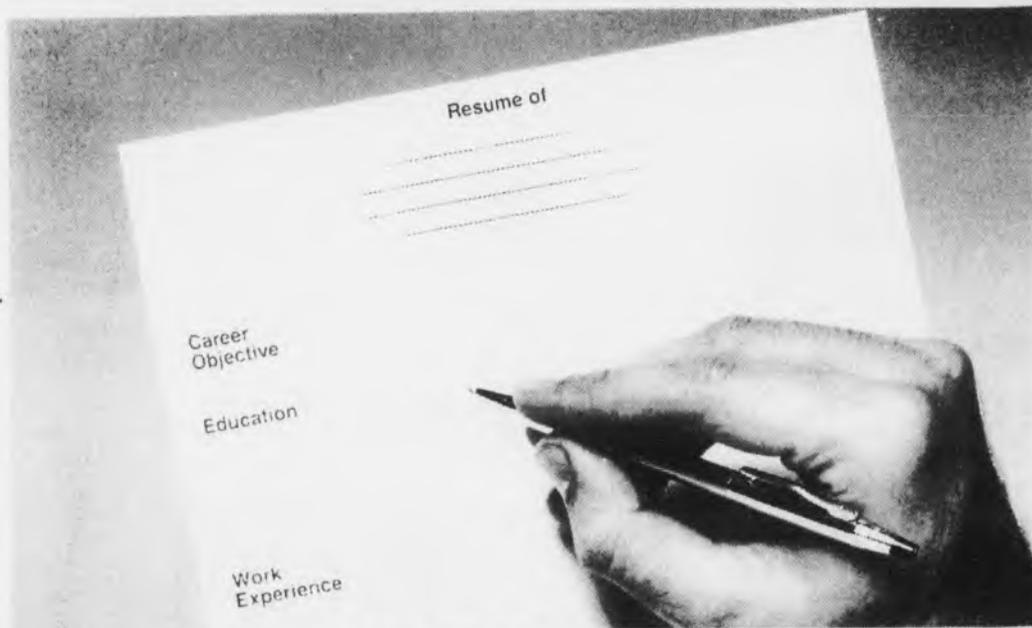 Resume of
Career
Objective
Education
Work
Experience